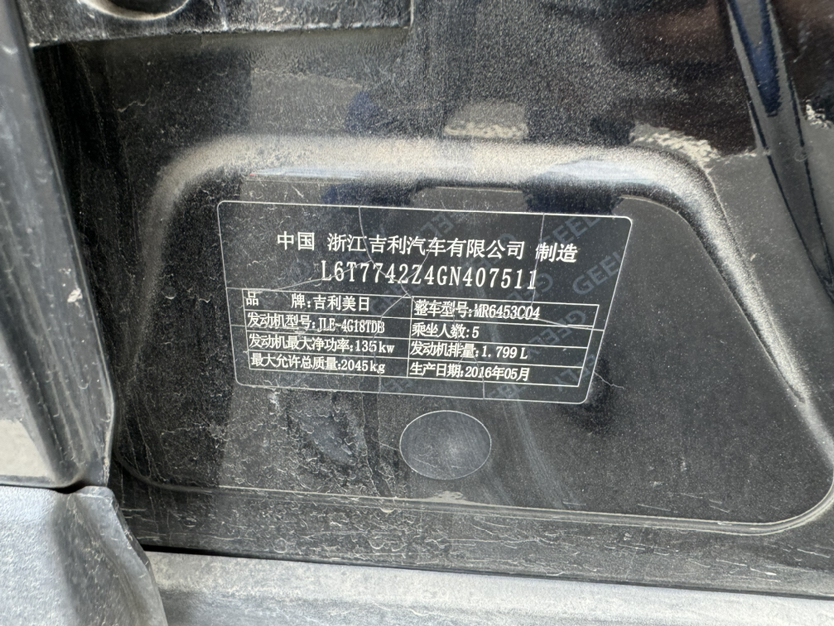 中国 浙江吉利汽车有限公司 制造
L6T7742Z4GN407511
品 牌:吉利美日 整车型号:MR6453C04
发动机型号:JLE-4G18TDB 乘坐人数:5
发动机最大净功率:135kw 发动机排量:1.799L
最大允许总质量:2045kg 生产日期:2016年05月